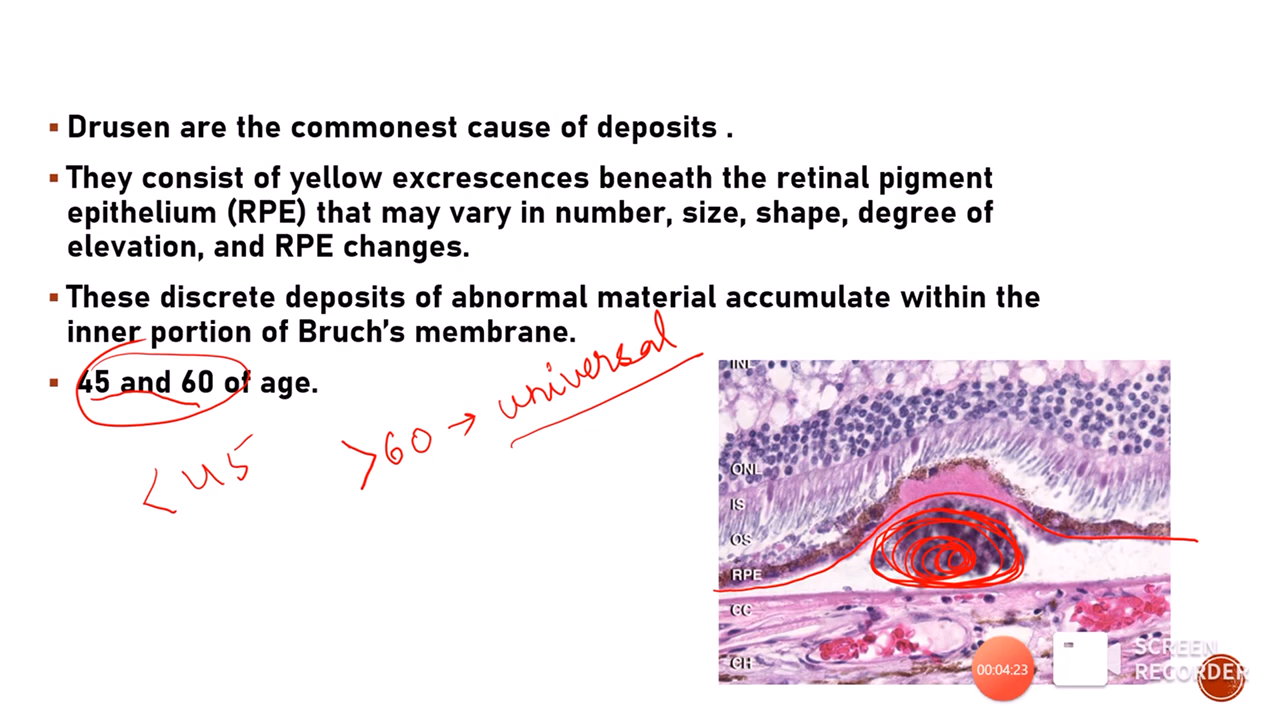 ▪ Drusen are the commonest cause of deposits .
▪ They consist of yellow excrescences beneath the retinal pigment
epithelium (RPE) that may vary in number, size, shape, degree of
elevation, and RPE changes.
▪ These discrete deposits of abnormal material accumulate within the
inner portion of Bruch’s membrane.
▪ 45 and 60 of age.
< 45 >60 → universal
INL
ONL
IS
OS
RPE
CC
CH
00:04:23
SCREEN
RECORDER